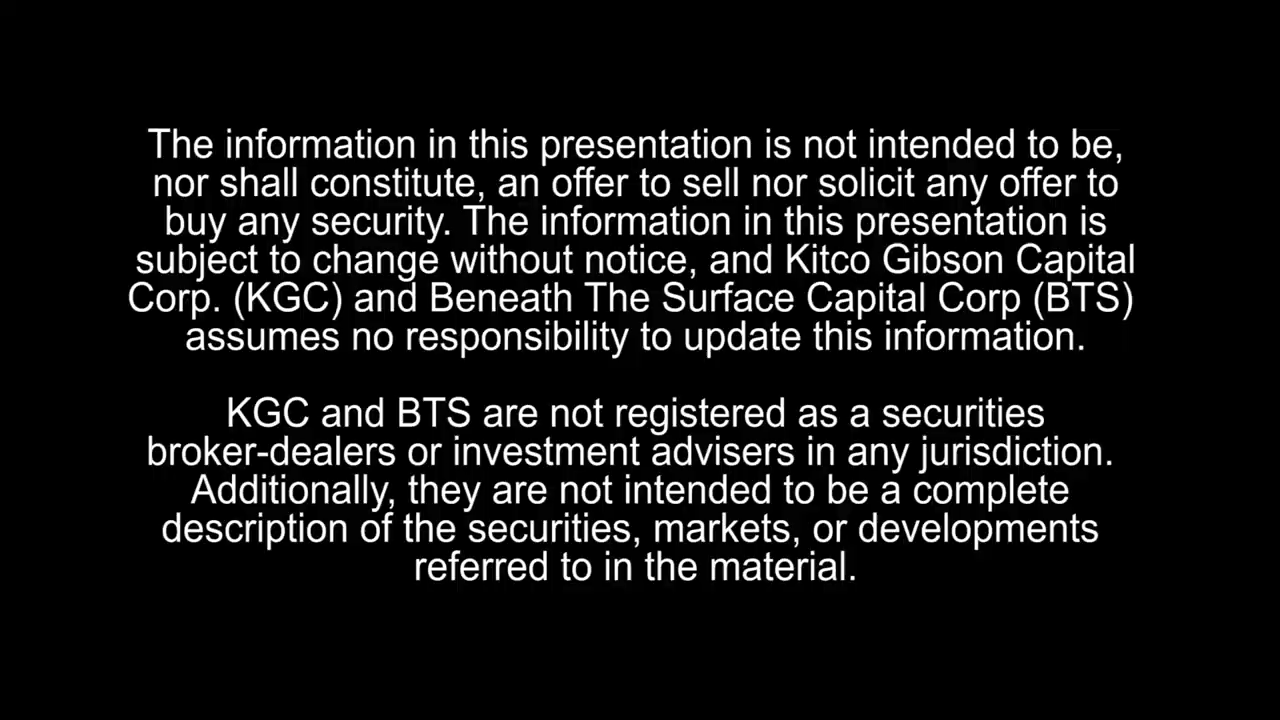 The information in this presentation is not intended to be,
nor shall constitute, an offer to sell nor solicit any offer to
buy any security. The information in this presentation is
subject to change without notice, and Kitco Gibson Capital
Corp. (KGC) and Beneath The Surface Capital Corp (BTS)
assumes no responsibility to update this information.
KGC and BTS are not registered as a securities
broker-dealers or investment advisers in any jurisdiction.
Additionally, they are not intended to be a complete
description of the securities, markets, or developments
referred to in the material.